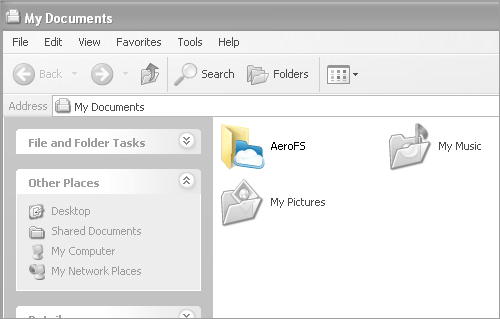 My Documents
File Edit View Favorites Tools Help
Back Search Folders
Address My Documents
File and Folder Tasks
Other Places
Desktop
Shared Documents
My Computer
My Network Places
AeroFS
My Music
My Pictures